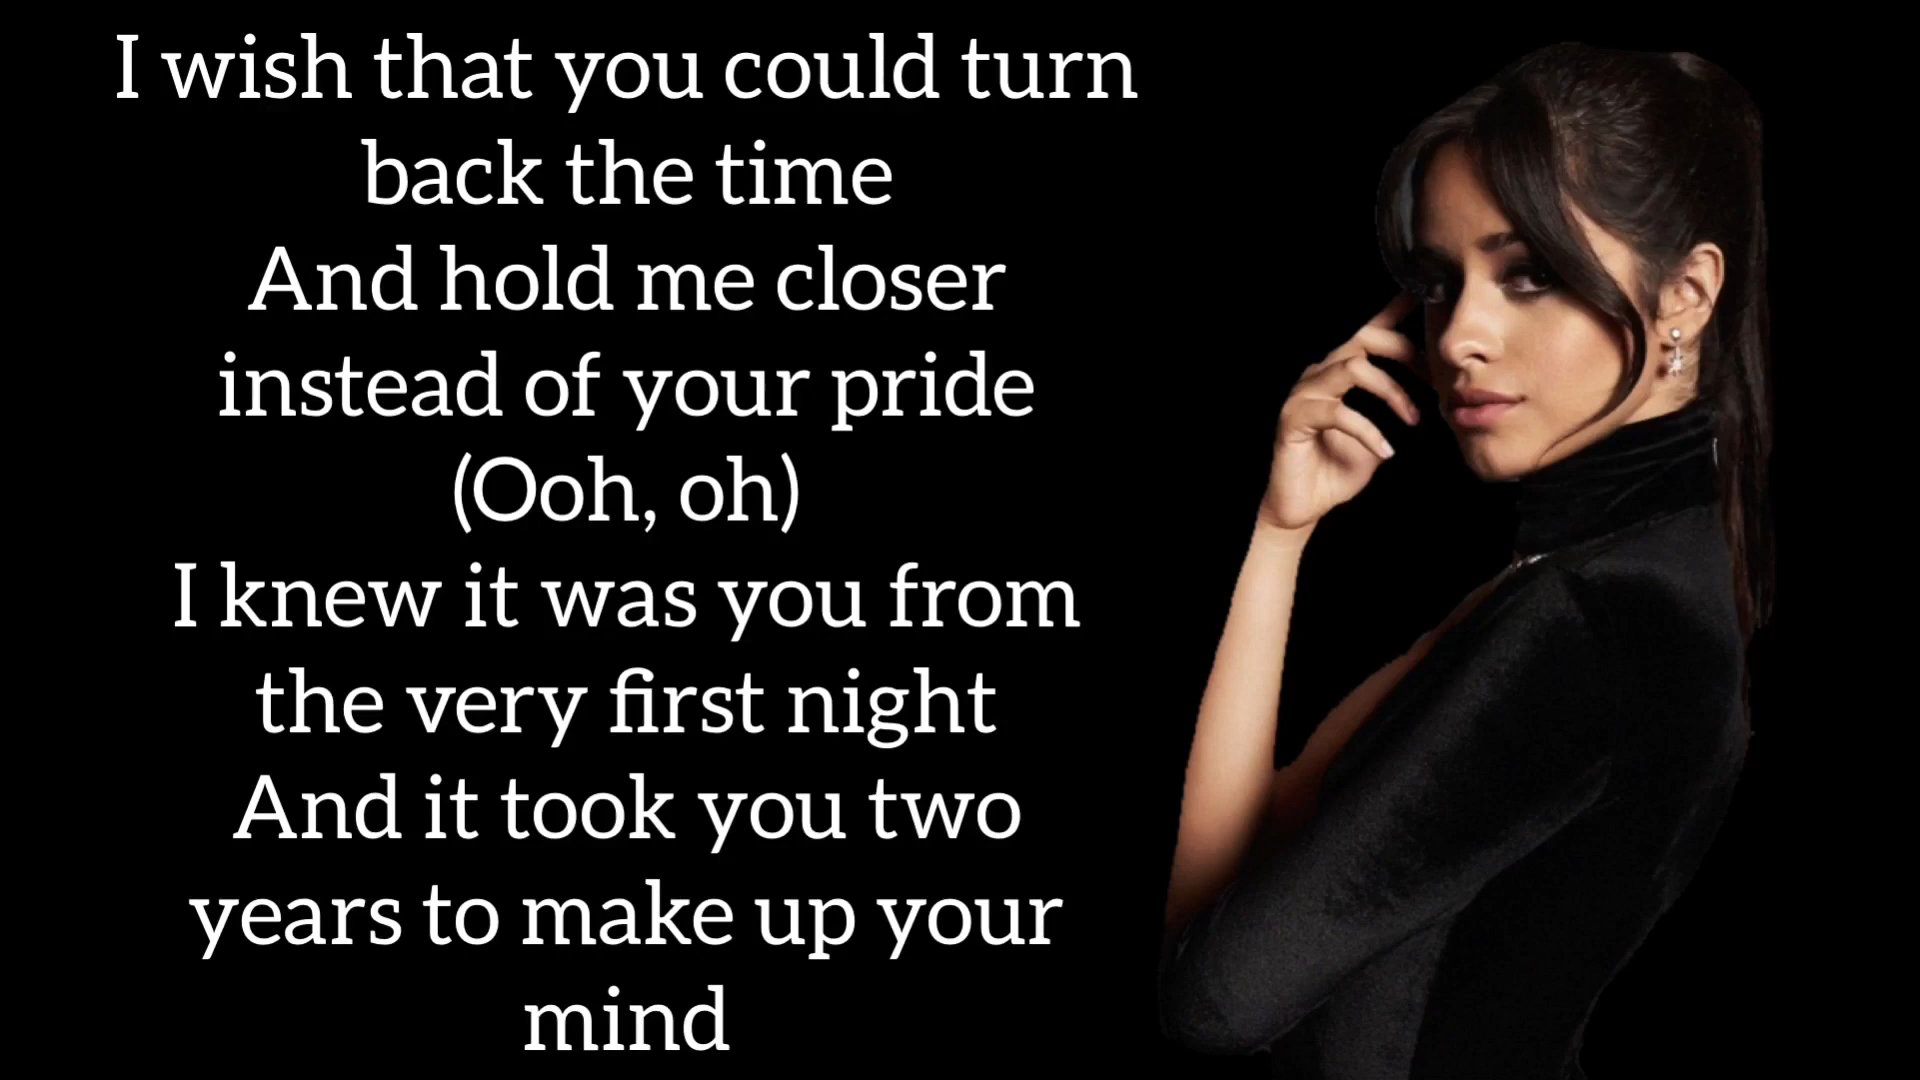 I wish that you could turn
back the time
And hold me closer
instead of your pride
(Ooh, oh)
I knew it was you from
the very first night
And it took you two
years to make up your
mind